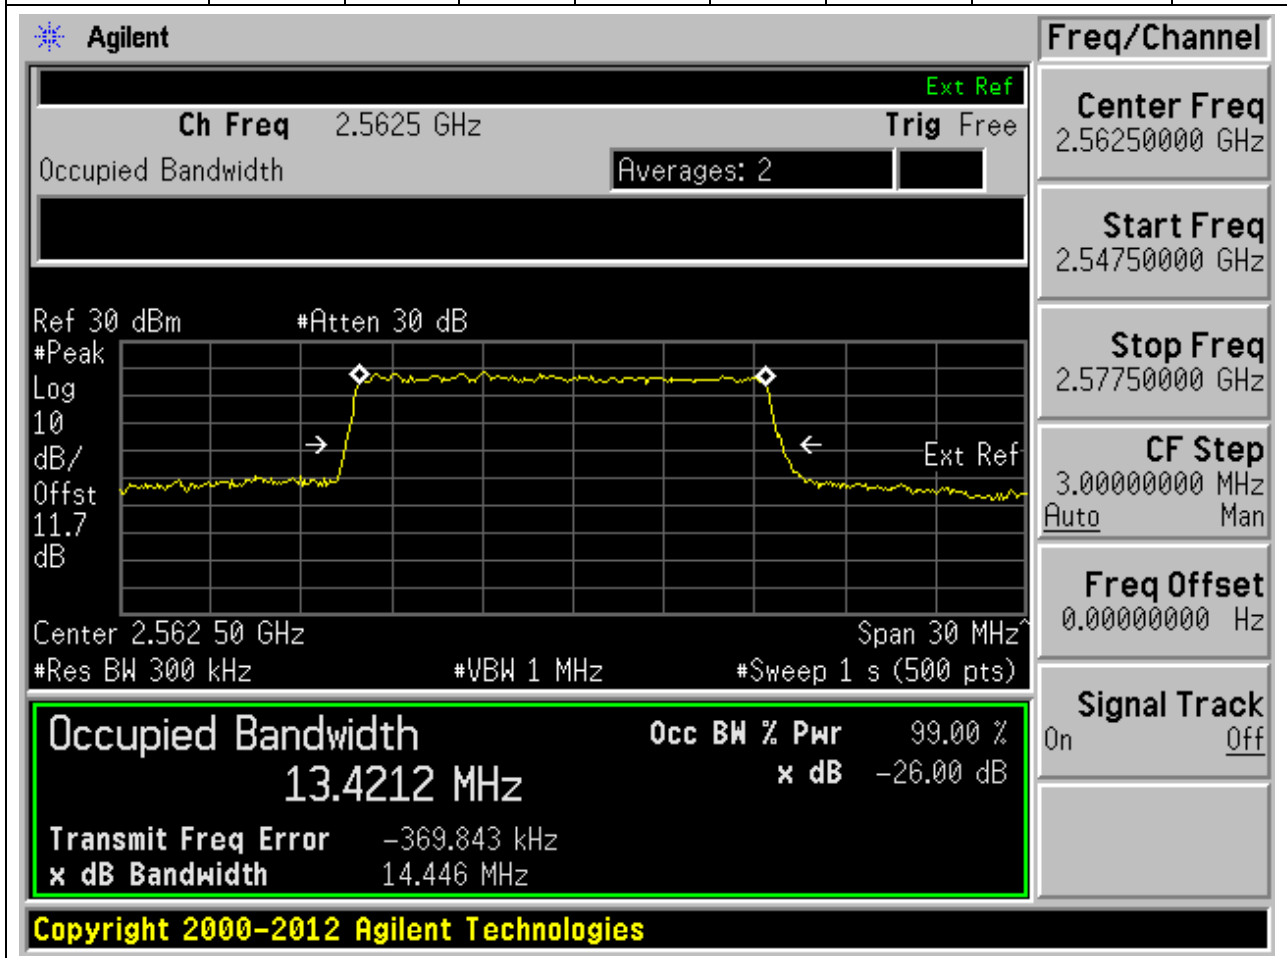 Agilent
Ext Ref
Ch Freq 2.5625 GHz Trig Free
Occupied Bandwidth Averages: 2
Ref 30 dBm #Atten 30 dB
#Peak
Log
10
dB/
Offst
11.7
dB
Ext Ref
Center 2.562 50 GHz Span 30 MHz^
#Res BW 300 kHz #VBW 1 MHz #Sweep 1 s (500 pts)
Occupied Bandwidth
13.4212 MHz
Occ BW % Pwr 99.00 %
x dB -26.00 dB
Transmit Freq Error -369.843 kHz
x dB Bandwidth 14.446 MHz
Copyright 2000-2012 Agilent Technologies
Freq/Channel
Center Freq
2.56250000 GHz
Start Freq
2.54750000 GHz
Stop Freq
2.57750000 GHz
CF Step
3.00000000 MHz
Auto Man
Freq Offset
0.00000000 Hz
Signal Track
On Off